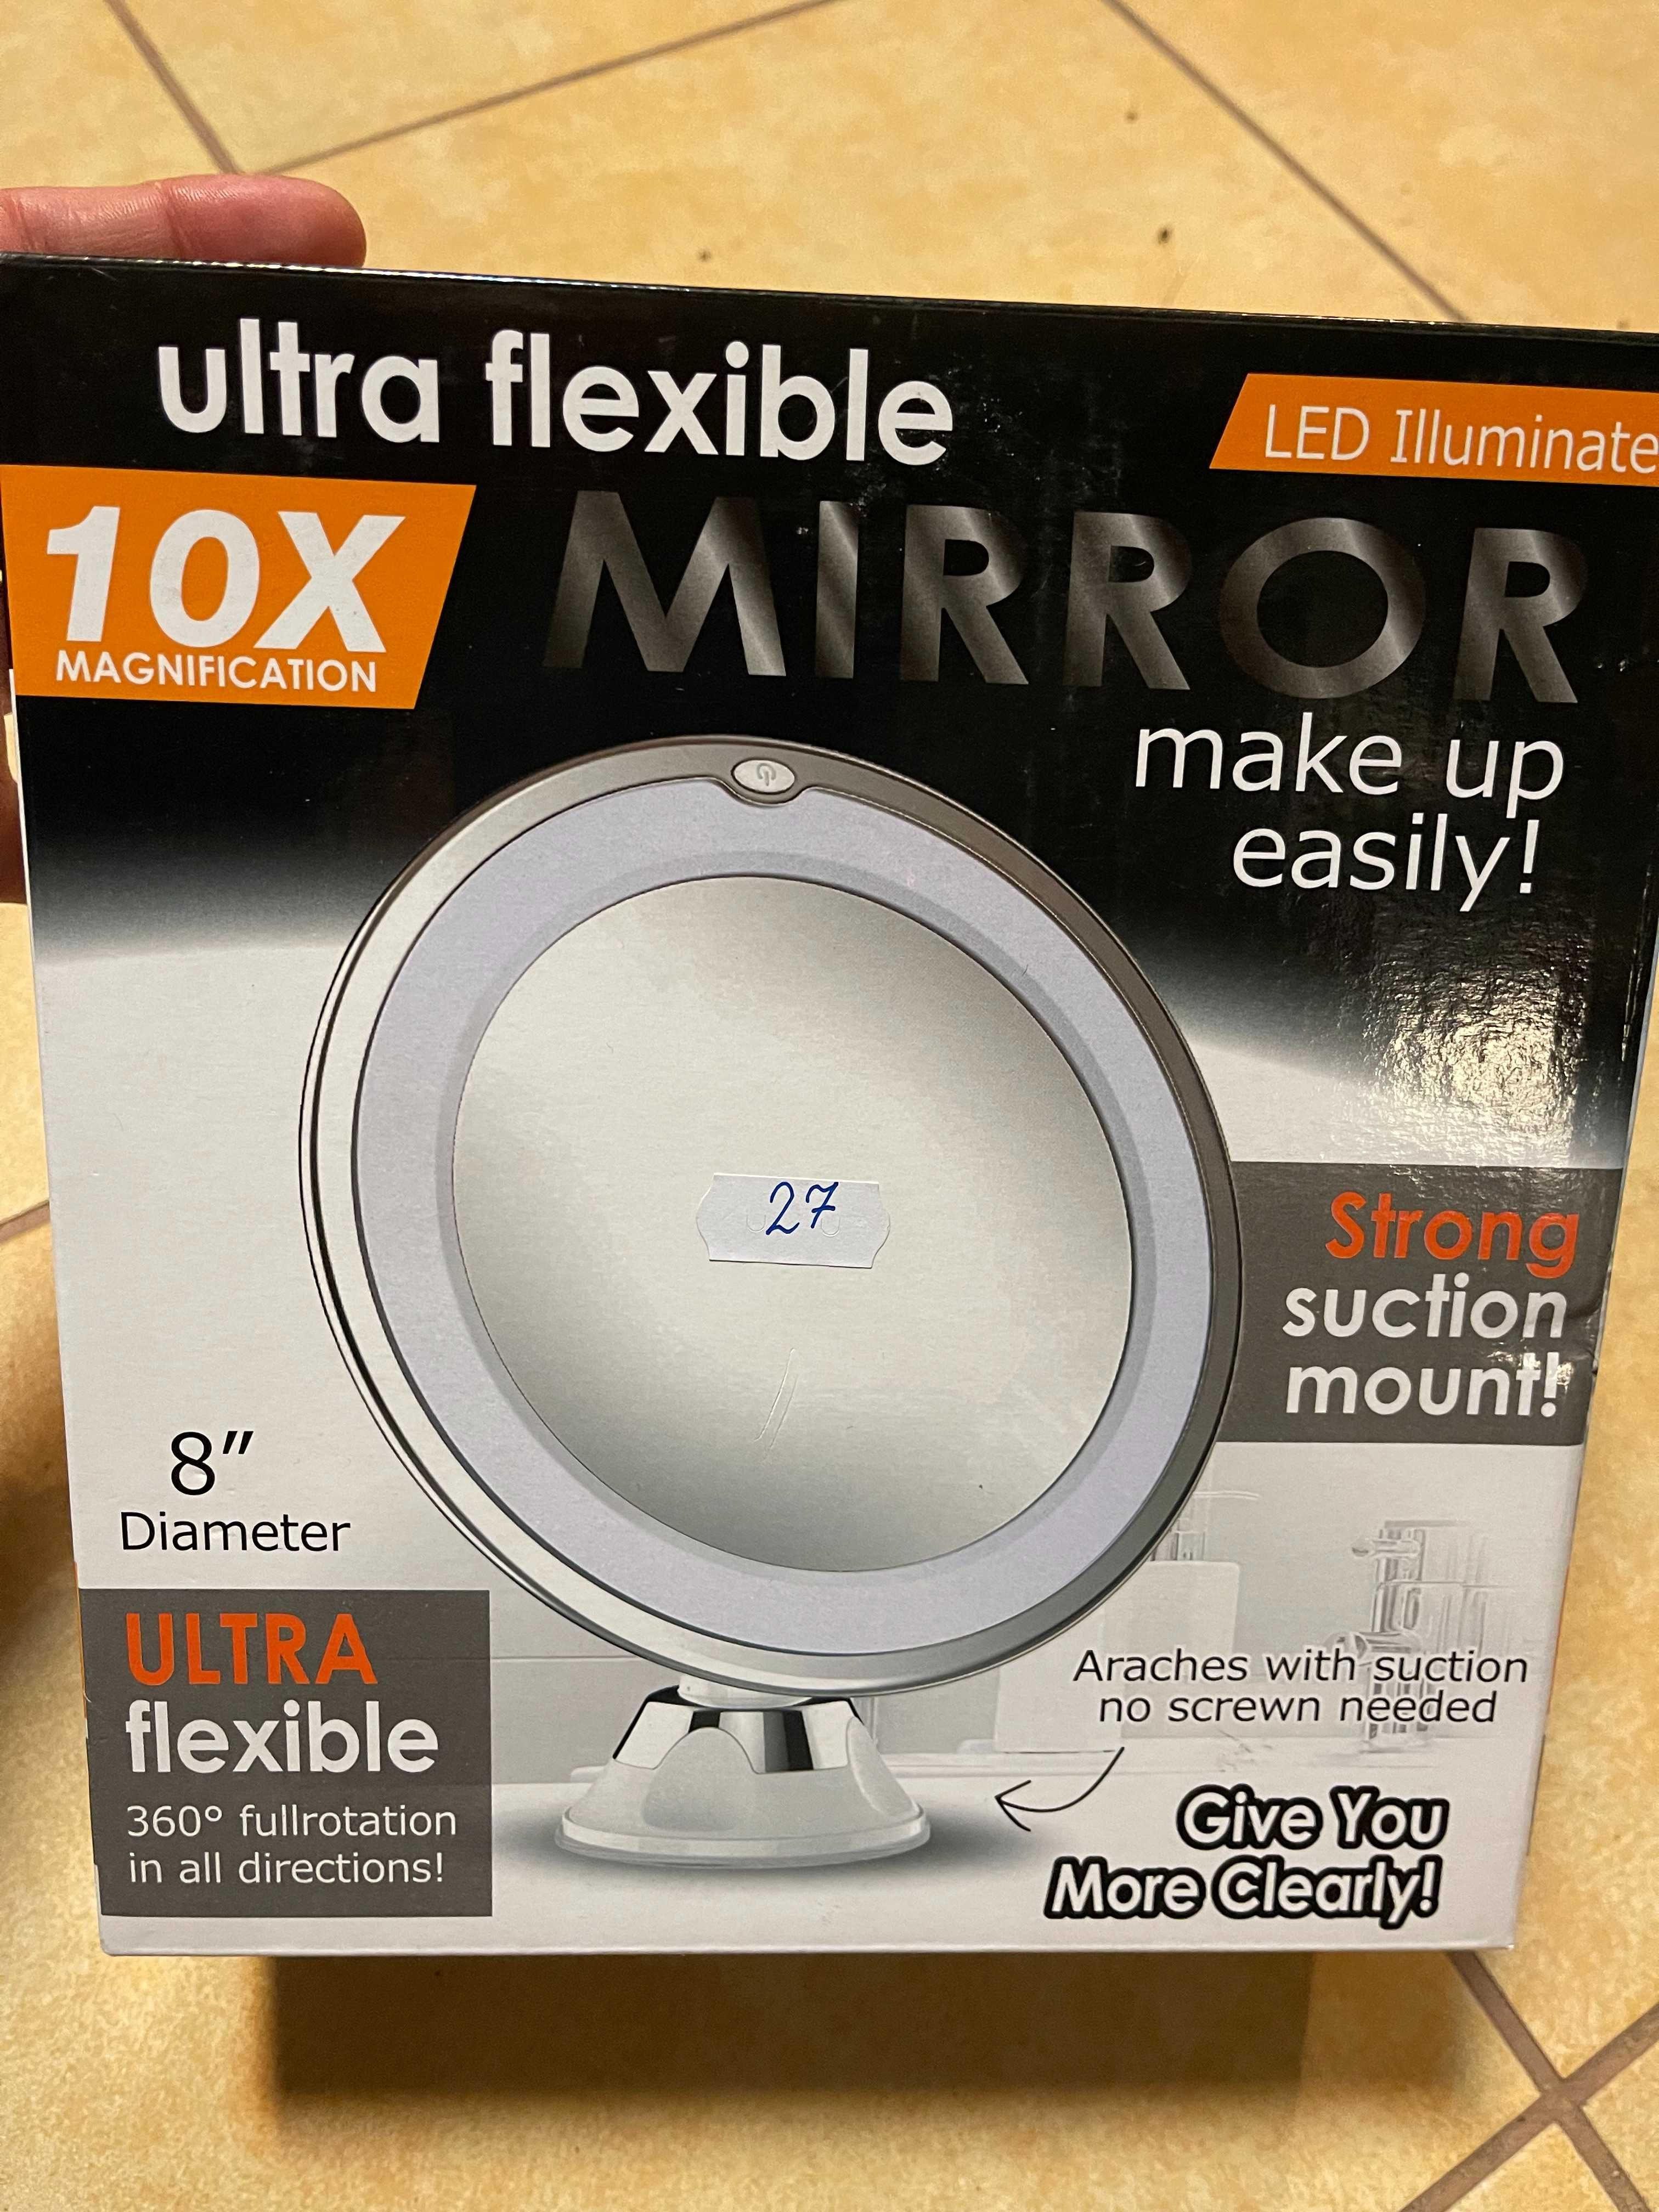 ultra flexible
LED Illuminate
10X
MAGNIFICATION
MIRROR
make up
easily!
27
Strong
suction
mount!
8"
Diameter
ULTRA
flexible
360° fullrotation
in all directions!
Araches with suction
no screwn needed
Give You
More Clearly!